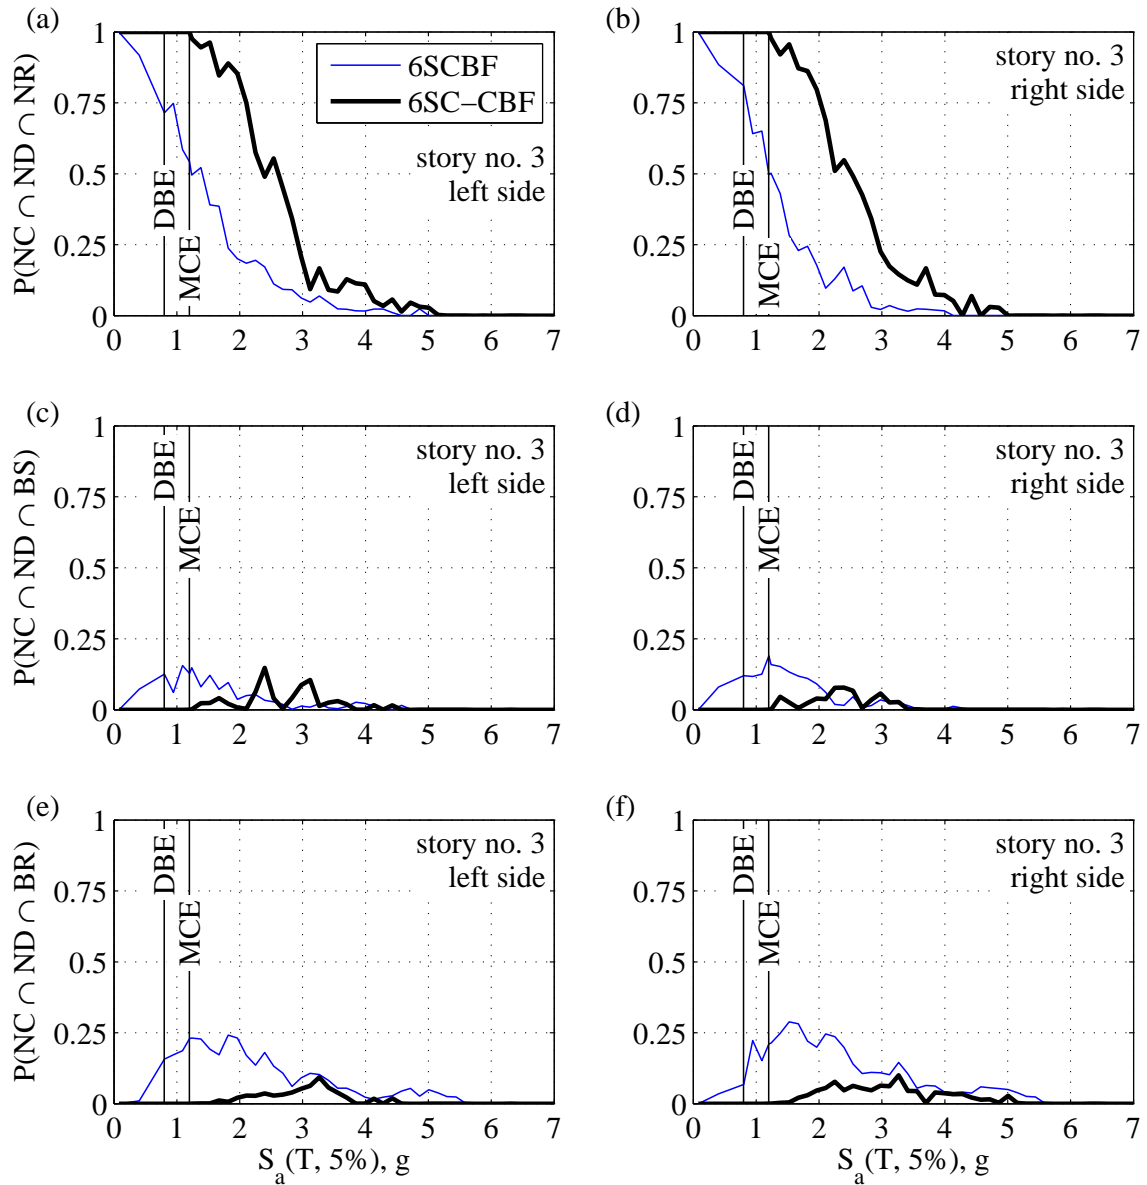 (a)
P(NC ∩ ND ∩ NR)
1
0.75
0.5
0.25
0
DBE
MCE
6SCBF
6SC−CBF
story no. 3
left side
0 1 2 3 4 5 6 7
(b)
1
0.75
0.5
0.25
0
DBE
MCE
story no. 3
right side
0 1 2 3 4 5 6 7
(c)
P(NC ∩ ND ∩ BS)
1
0.75
0.5
0.25
0
DBE
MCE
story no. 3
left side
0 1 2 3 4 5 6 7
(d)
1
0.75
0.5
0.25
0
DBE
MCE
story no. 3
right side
0 1 2 3 4 5 6 7
(e)
P(NC ∩ ND ∩ BR)
1
0.75
0.5
0.25
0
DBE
MCE
story no. 3
left side
0 1 2 3 4 5 6 7
S_a(T, 5%), g
(f)
1
0.75
0.5
0.25
0
DBE
MCE
story no. 3
right side
0 1 2 3 4 5 6 7
S_a(T, 5%), g